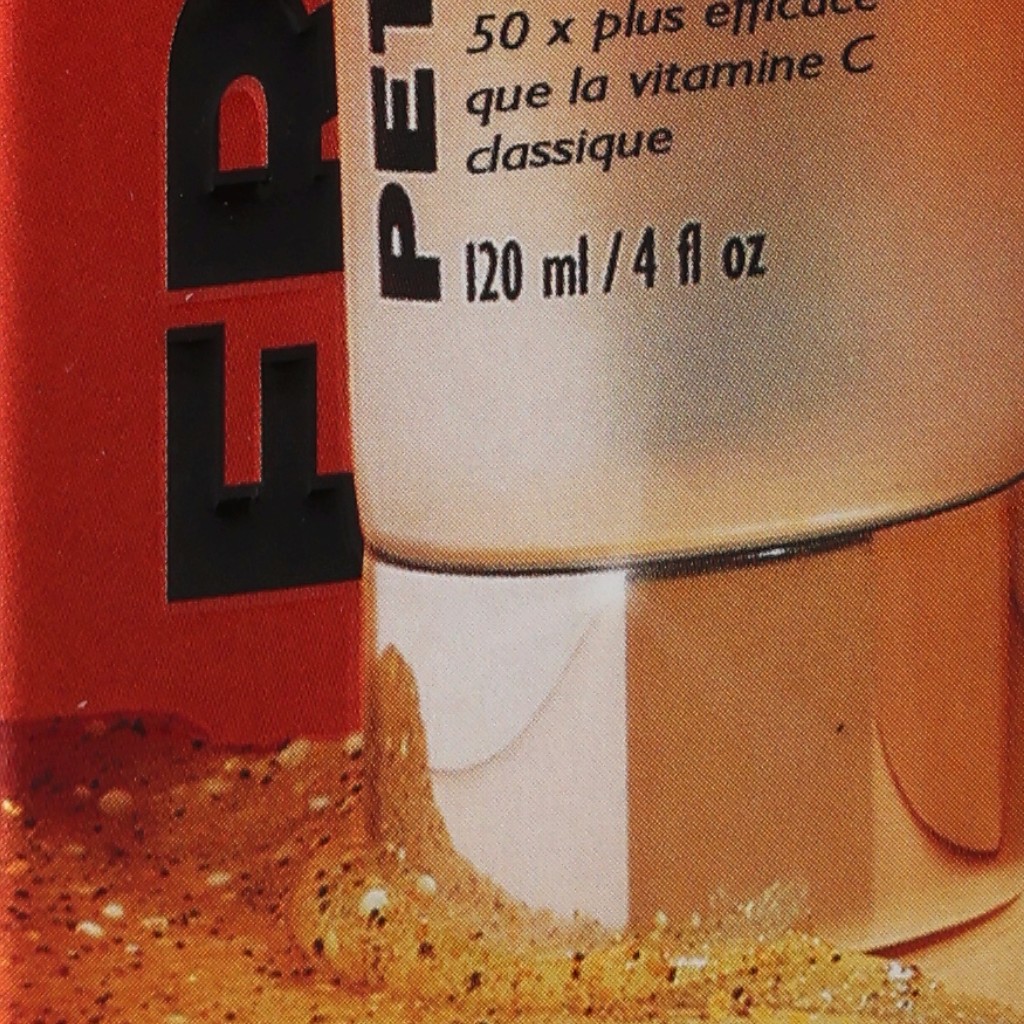 50 x plus efficace
que la vitamine C
classique
120 ml / 4 fl oz